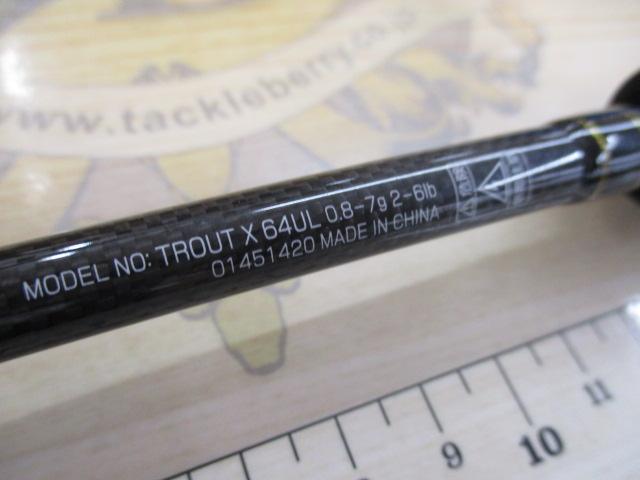 www.tackleberry.co.jp
MODEL NO: TROUT X 64UL 0.8-7g 2-6lb
01451420 MADE IN CHINA
9 10 11